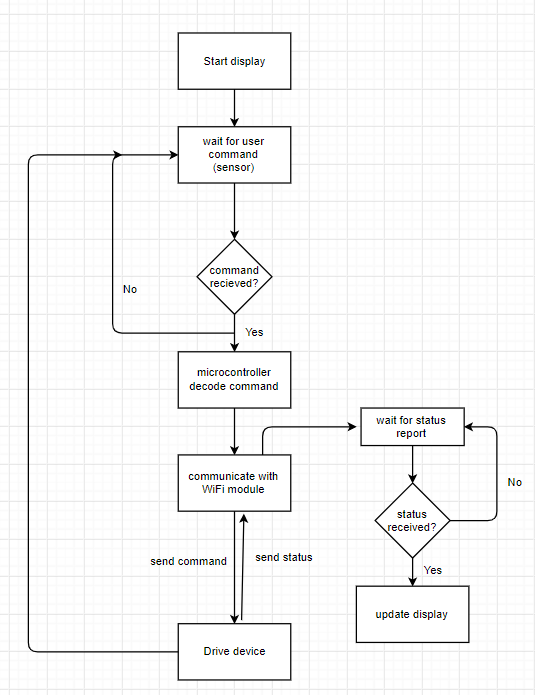 Start display
wait for user
command
(sensor)
command
recieved?
No
Yes
microcontroller
decode command
wait for status
report
communicate with
WiFi module
No
status
received?
send command
send status
Yes
update display
Drive device